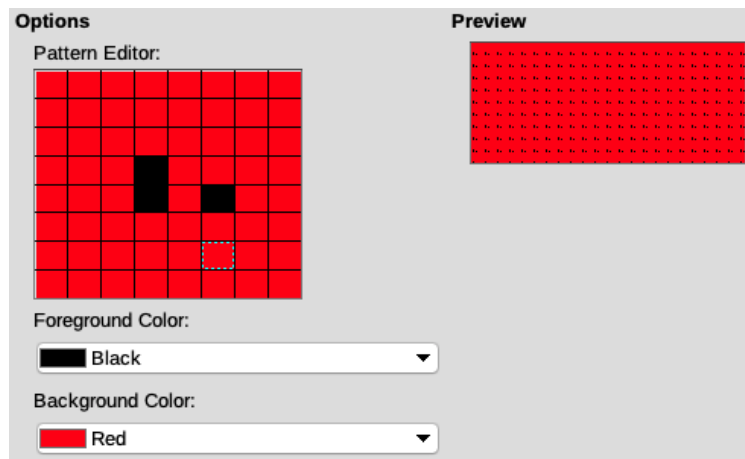 Options
Pattern Editor:
Foreground Color:
Black
Background Color:
Red
Preview